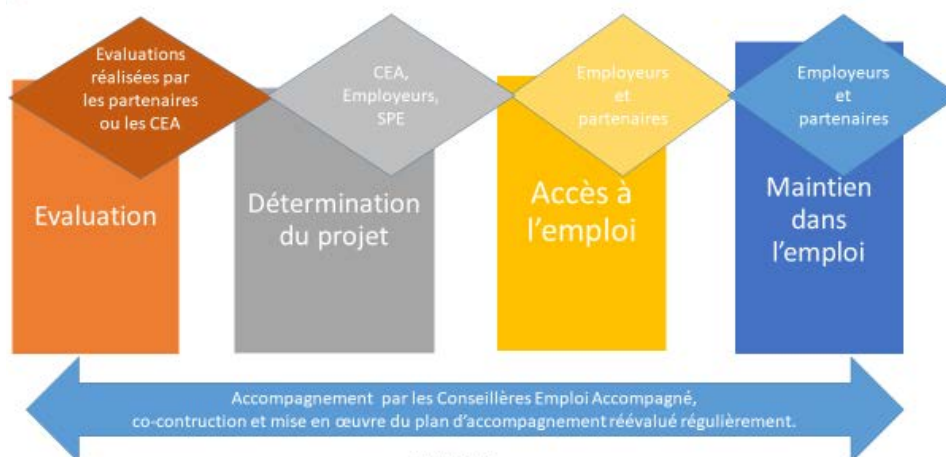 Evaluations
réalisées par
les partenaires
ou les CEA
Evaluation
CEA,
Employeurs,
SPE
Détermination
du projet
Employeurs
et
partenaires
Accès à
l'emploi
Employeurs
et
partenaires
Maintien
dans
l'emploi
Accompagnement par les Conseillères Emploi Accompagné,
co-contruction et mise en œuvre du plan d'accompagnement réévalué régulièrement.